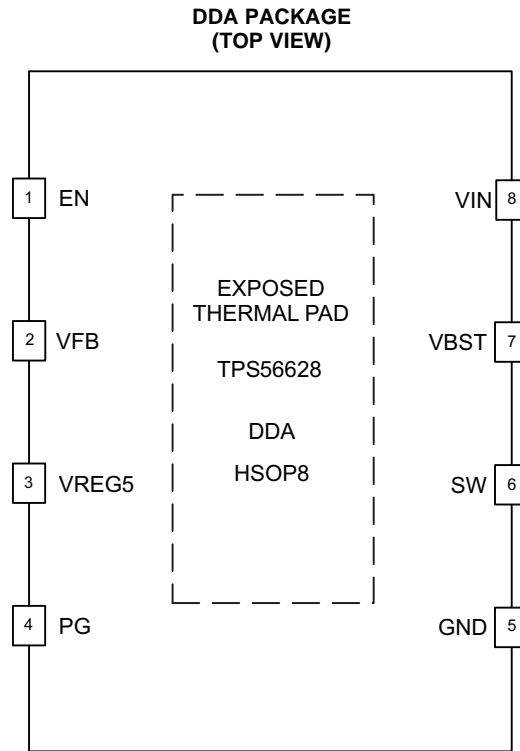 DDA PACKAGE
(TOP VIEW)
1 EN
VIN 8
EXPOSED
THERMAL PAD
2 VFB
VBST 7
TPS56628
DDA
HSOP8
3 VREG5
SW 6
4 PG
GND 5